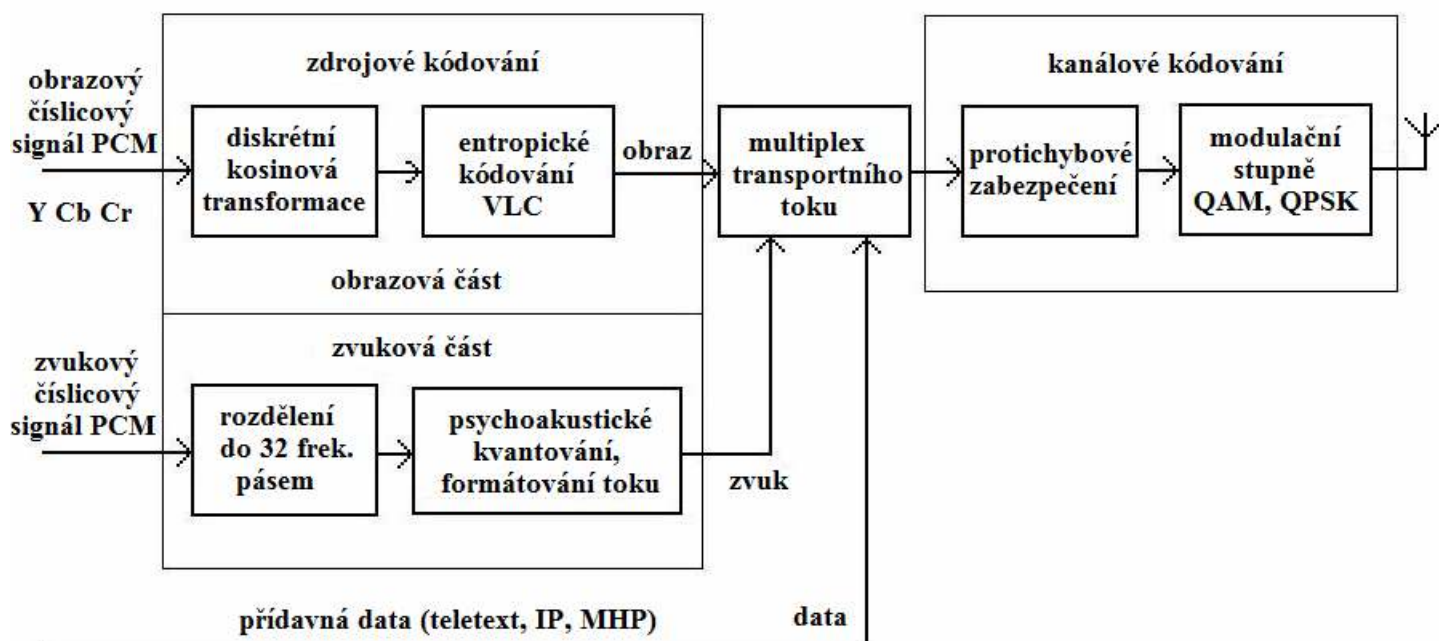 zdrojové kódování
obrazový
číslicový
signál PCM
Y Cb Cr
diskrétní
kosinová
transformace
entropické
kódování
VLC
obraz
obrazová část
multiplex
transportního
toku
kanálové kódování
protichybové
zabezpečení
modulační
stupně
QAM, QPSK
zvuková část
zvukový
číslicový
signál PCM
rozdělení
do 32 frek.
pásem
psychoakustické
kvantování,
formátování toku
zvuk
přídavná data (teletext, IP, MHP)
data